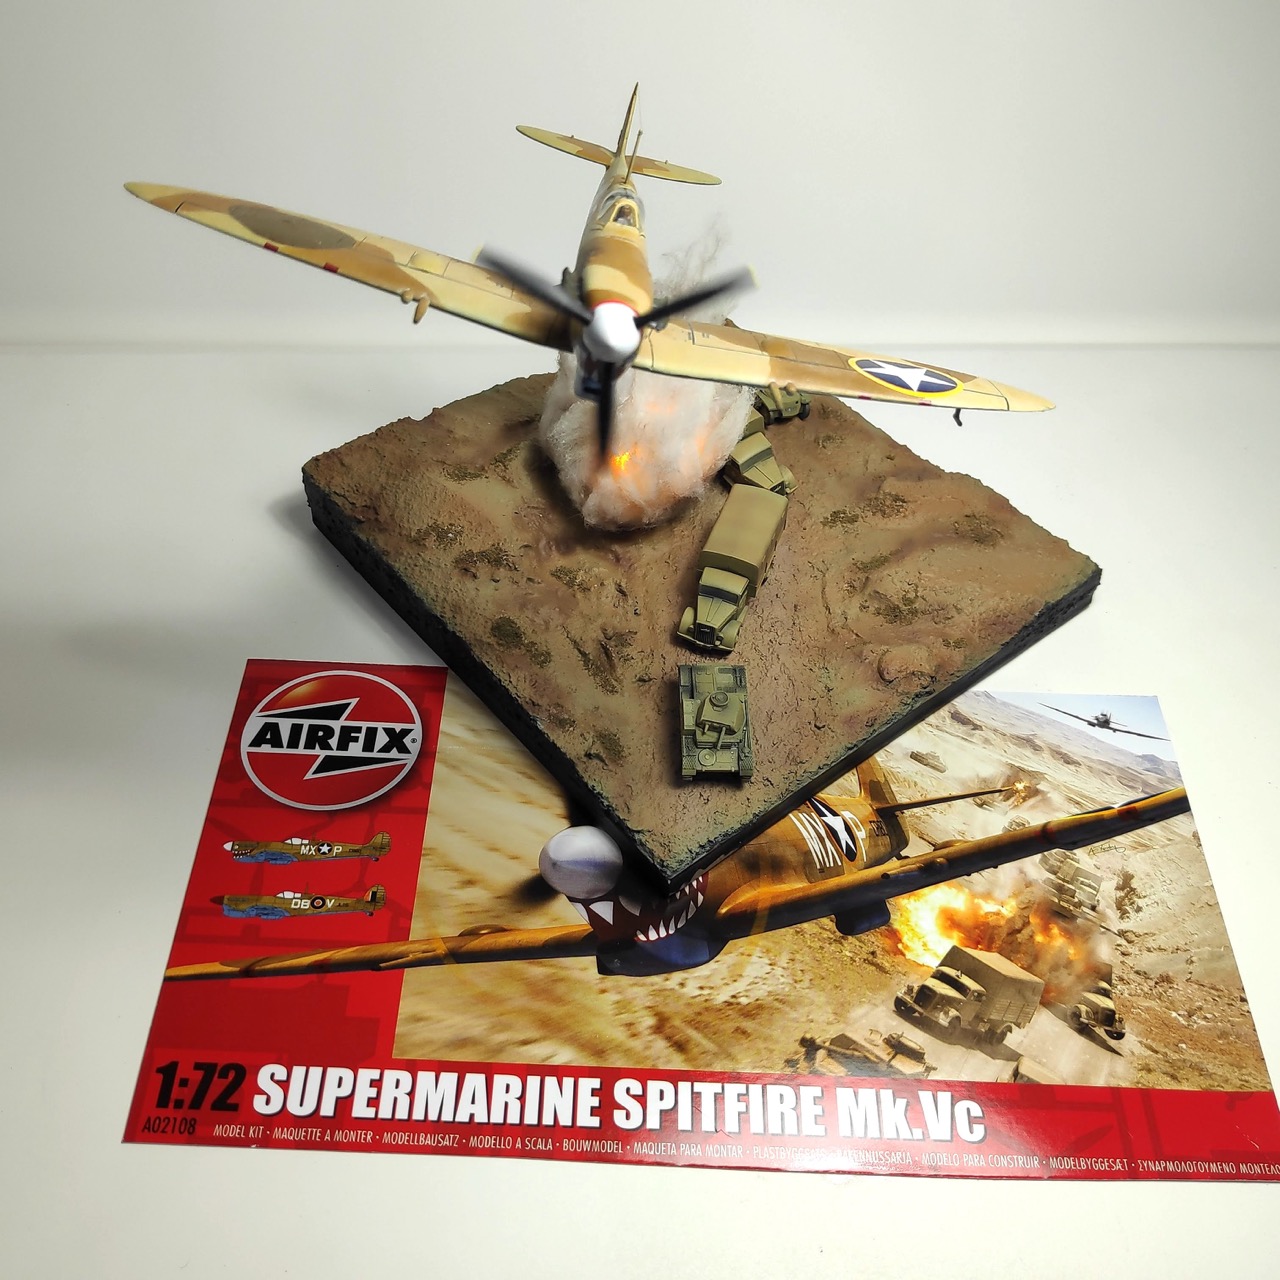 AIRFIX®
MX P
DB V
MX P
1:72 SUPERMARINE SPITFIRE Mk.Vc
A02108
MODEL KIT • MAQUETTE A MONTER • MODELLBAUSATZ • MODELLO A SCALA • BOUWMODEL • MAQUETA PARA MONTAR • MODELO PARA CONSTRUIR • MODELBYGGESÆT • ΣΥΝΑΡΜΟΛΟΓΟΥΜΕΝΟ ΜΟΝΤΕΛΟ